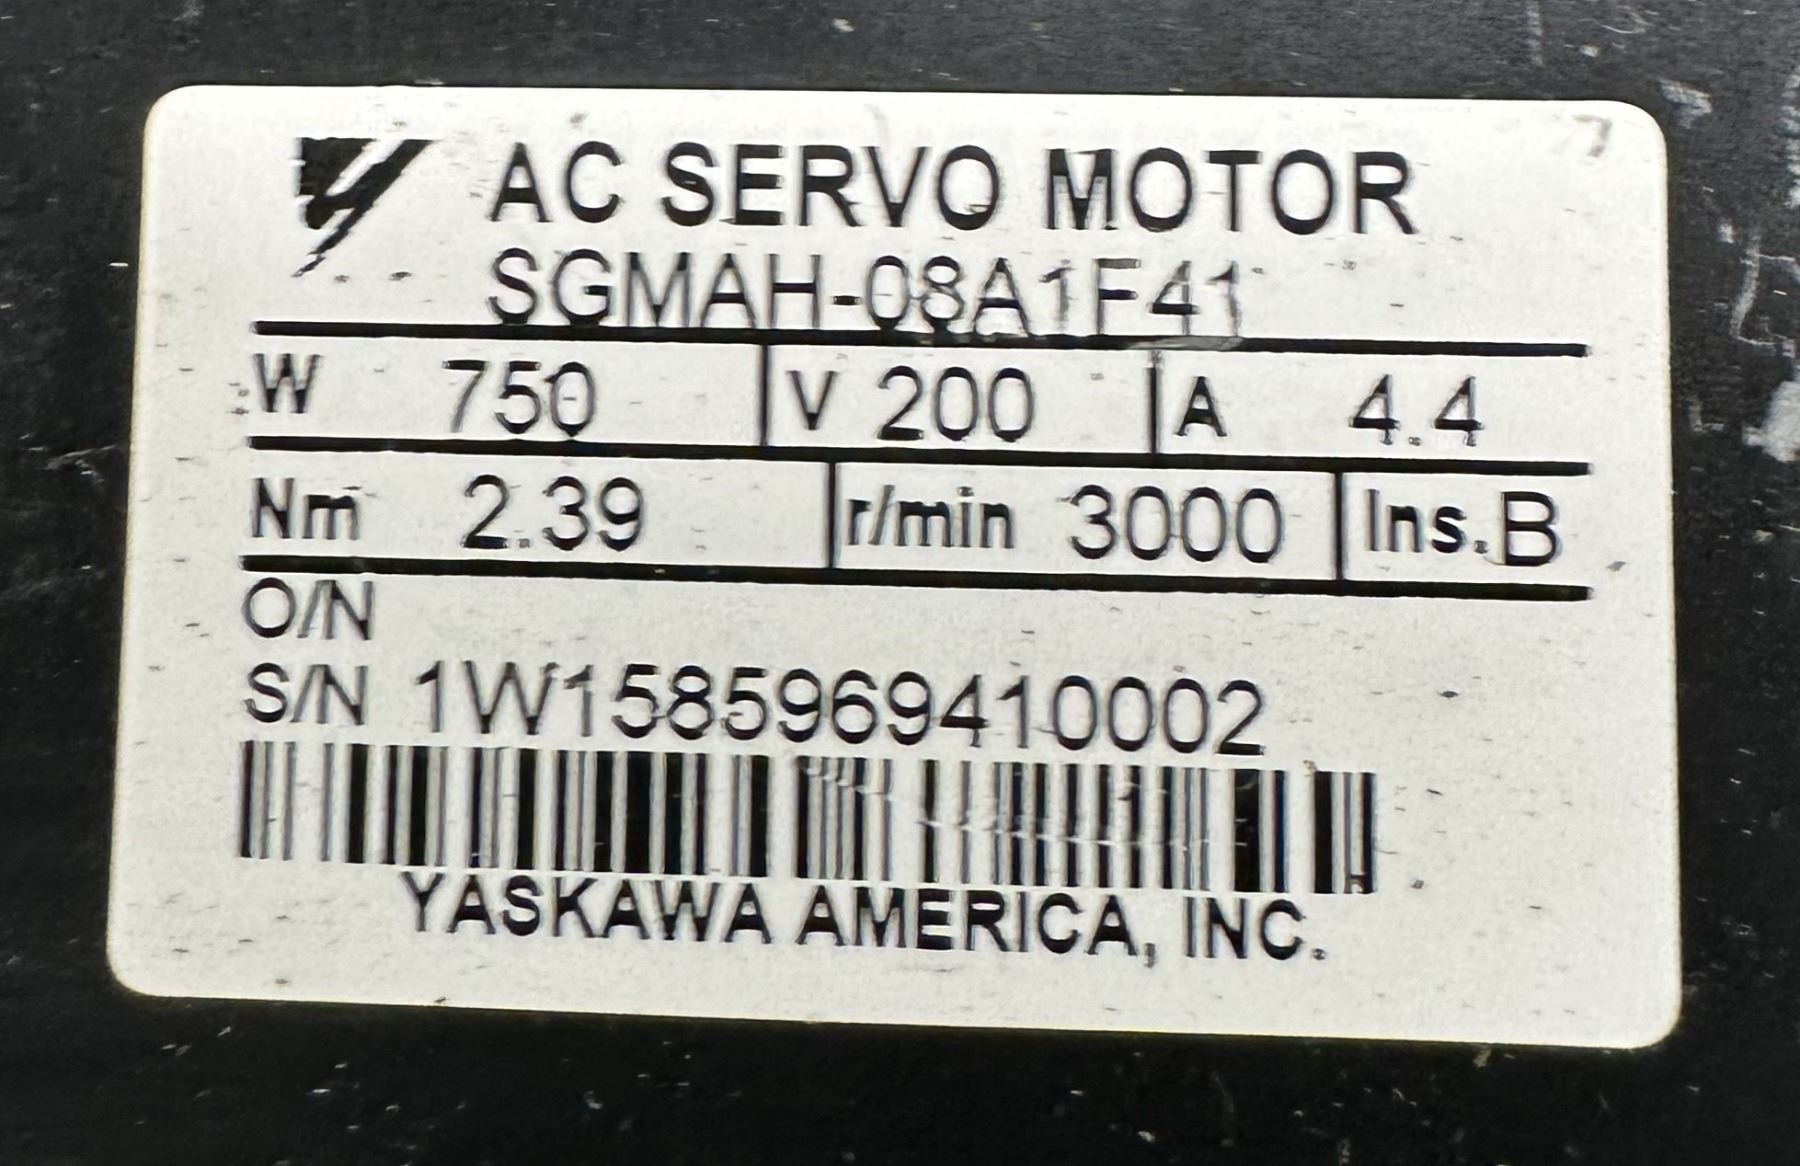 AC SERVO MOTOR
SGMAH-08A1F41
W 750 V 200 A 4.4
Nm 2.39 r/min 3000 Ins. B
O/N
S/N 1W1585969410002
YASKAWA AMERICA, INC.